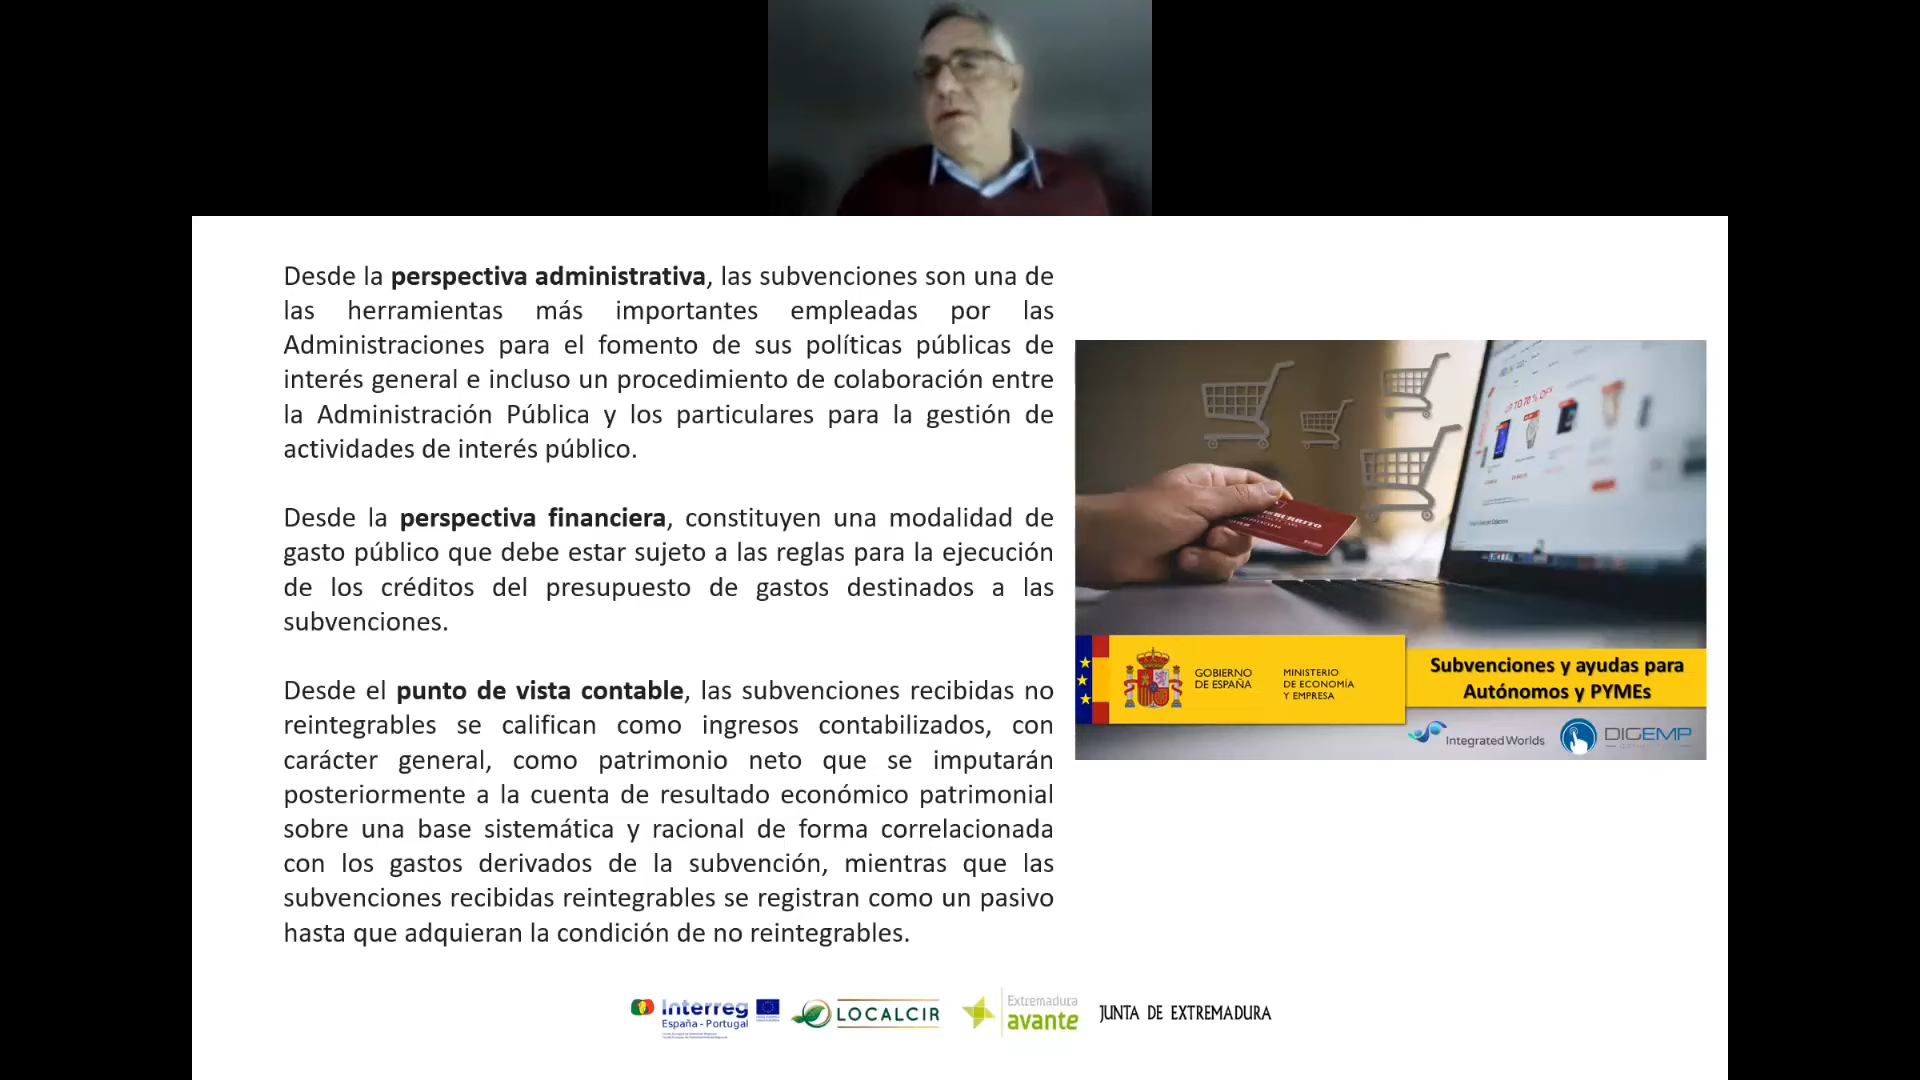 Desde la perspectiva administrativa, las subvenciones son una de
las herramientas más importantes empleadas por las
Administraciones para el fomento de sus políticas públicas de
interés general e incluso un procedimiento de colaboración entre
la Administración Pública y los particulares para la gestión de
actividades de interés público.
Desde la perspectiva financiera, constituyen una modalidad de
gasto público que debe estar sujeto a las reglas para la ejecución
de los créditos del presupuesto de gastos destinados a las
subvenciones.
Desde el punto de vista contable, las subvenciones recibidas no
reintegrables se califican como ingresos contabilizados, con
carácter general, como patrimonio neto que se imputarán
posteriormente a la cuenta de resultado económico patrimonial
sobre una base sistemática y racional de forma correlacionada
con los gastos derivados de la subvención, mientras que las
subvenciones recibidas reintegrables se registran como un pasivo
hasta que adquieran la condición de no reintegrables.
UP TO 70 % OFF
GOBIERNO
DE ESPAÑA
MINISTERIO
DE ECONOMÍA
Y EMPRESA
Subvenciones y ayudas para
Autónomos y PYMEs
Integrated Worlds
DIGEMP
Interreg
España - Portugal
LOCALCIR
Extremadura
avante
JUNTA DE EXTREMADURA